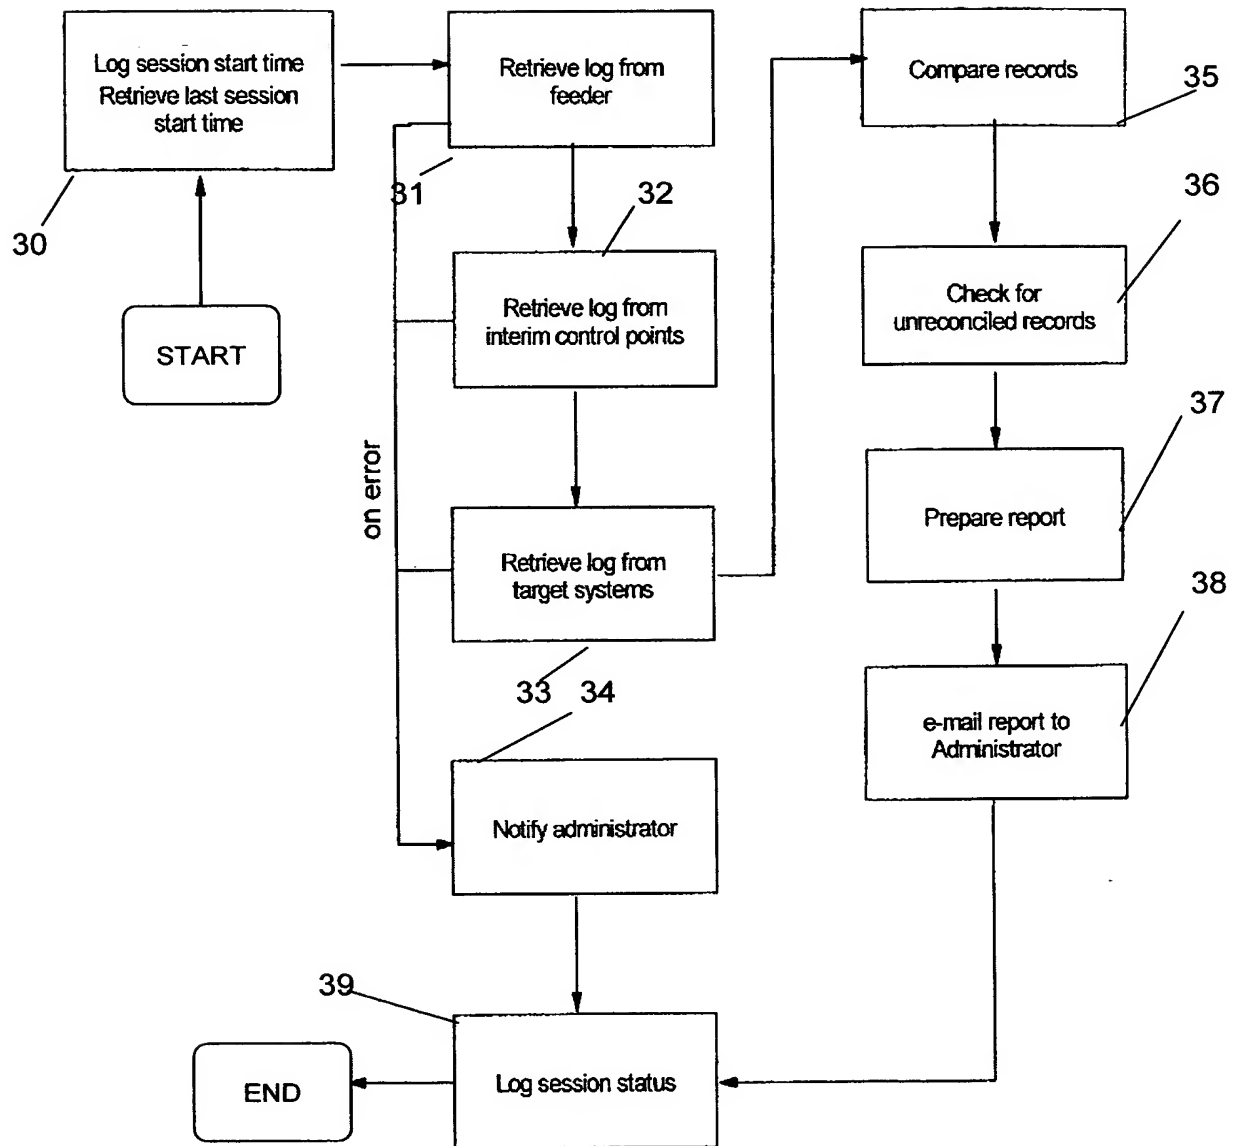 Log session start time
Retrieve last session
start time
30
START
Retrieve log from
feeder
31
32
Retrieve log from
interim control points
on error
Retrieve log from
target systems
33
34
Notify administrator
39
Log session status
END
Compare records
35
36
Check for
unreconciled records
37
Prepare report
38
e-mail report to
Administrator